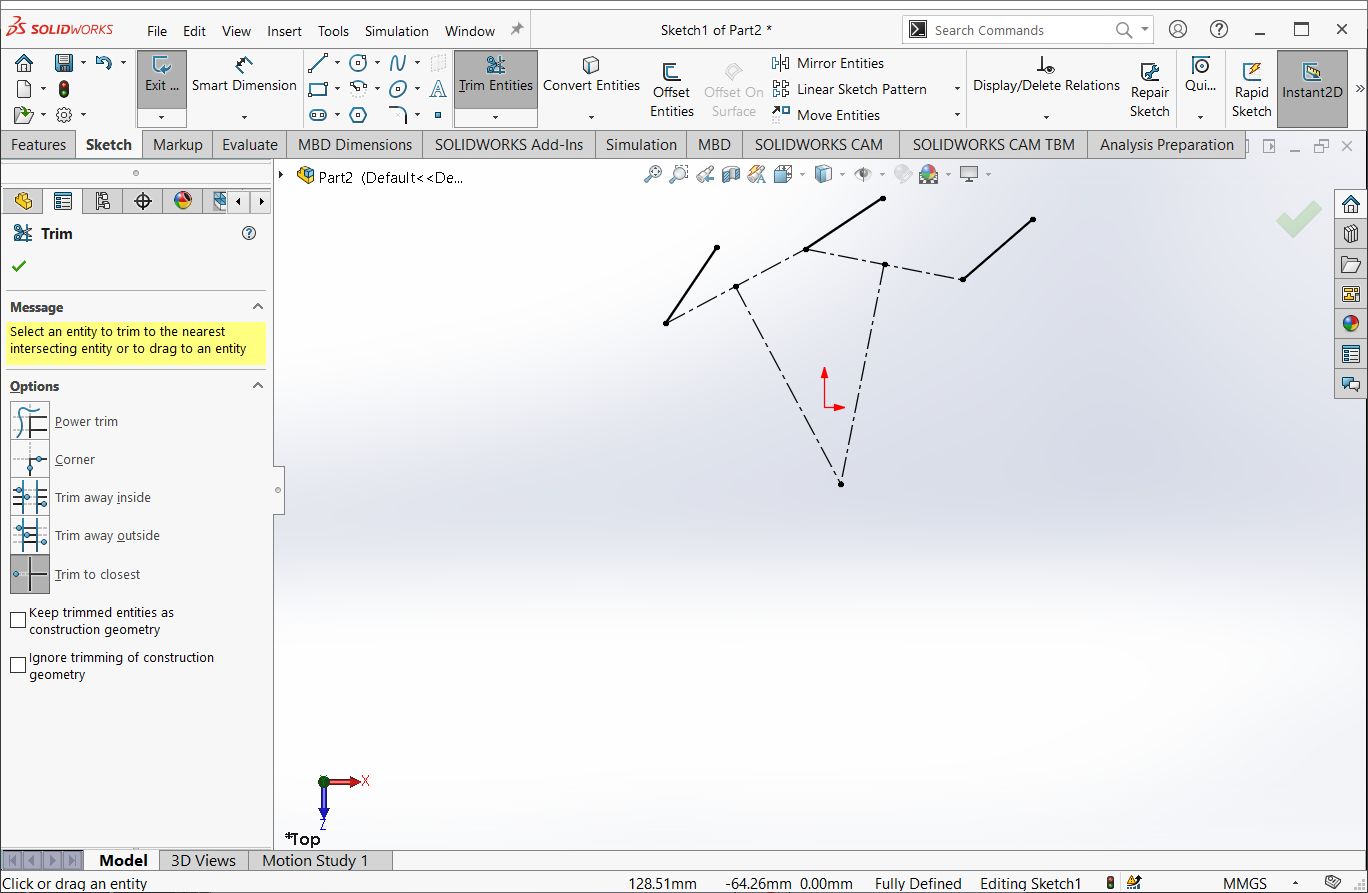 SOLIDWORKS
File Edit View Insert Tools Simulation Window
Sketch1 of Part2 *
Search Commands
Exit ...
Smart Dimension
Trim Entities
Convert Entities
Offset
Entities
Offset On
Surface
Mirror Entities
Linear Sketch Pattern
Move Entities
Display/Delete Relations
Repair
Sketch
Qui...
Rapid
Sketch
Instant2D
Features Sketch Markup Evaluate MBD Dimensions SOLIDWORKS Add-Ins Simulation MBD SOLIDWORKS CAM SOLIDWORKS CAM TBM Analysis Preparation
Part2 (Default<<De...
Trim
Message
Select an entity to trim to the nearest
intersecting entity or to drag to an entity
Options
Power trim
Corner
Trim away inside
Trim away outside
Trim to closest
Keep trimmed entities as
construction geometry
Ignore trimming of construction
geometry
X
Z
*Top
Model 3D Views Motion Study 1
Click or drag an entity
128.51mm -64.26mm 0.00mm Fully Defined Editing Sketch1 MMGS